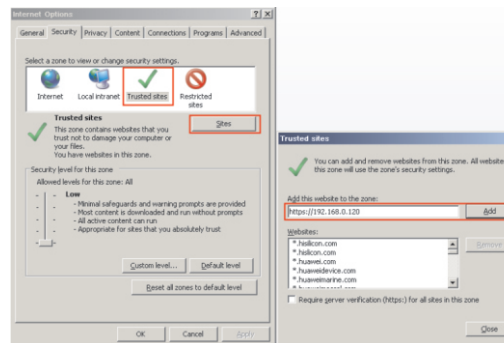 Internet Options
General Security Privacy Content Connections Programs Advanced
Select a zone to view or change security settings.
Internet Local intranet Trusted sites Restricted sites
Trusted sites
This zone contains websites that you
trust not to damage your computer or
your files.
You have websites in this zone.
Sites
Security level for this zone
Allowed levels for this zone: All
Low
- Minimal safeguards and warning prompts are provided
- Most content is downloaded and run without prompts
- All active content can run
- Appropriate for sites that you absolutely trust
Custom level... Default level
Reset all zones to default level
OK Cancel Apply
Trusted sites
You can add and remove websites from this zone. All website
this zone will use the zone's security settings.
Add this website to the zone:
https://192.168.0.120 Add
Websites:
*.hisilicon.com Remove
*.hisilicon.com
*.huawei.com
*.huaweidevice.com
*.huaweimarine.com
Require server verification (https:) for all sites in this zone
Close